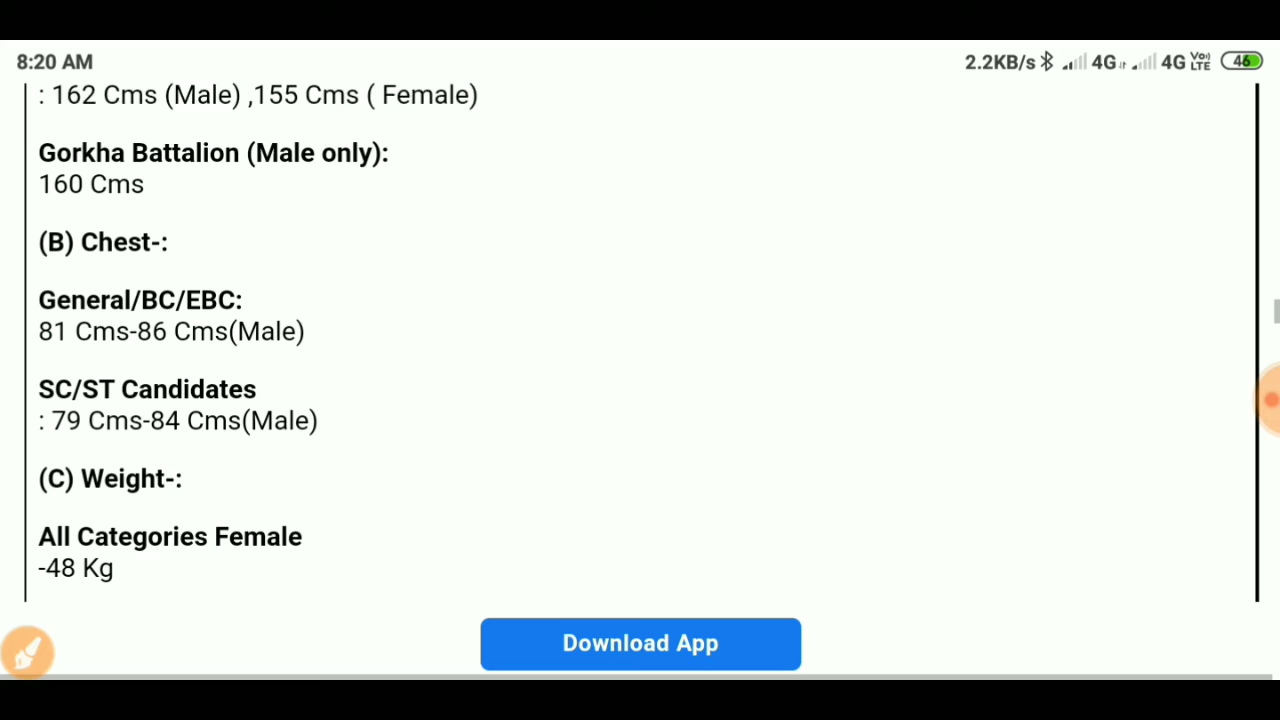 8:20 AM 2.2KB/s 4G 4G VoLTE 46
: 162 Cms (Male) ,155 Cms ( Female)
Gorkha Battalion (Male only):
160 Cms
(B) Chest-:
General/BC/EBC:
81 Cms-86 Cms(Male)
SC/ST Candidates
: 79 Cms-84 Cms(Male)
(C) Weight-:
All Categories Female
-48 Kg
Download App